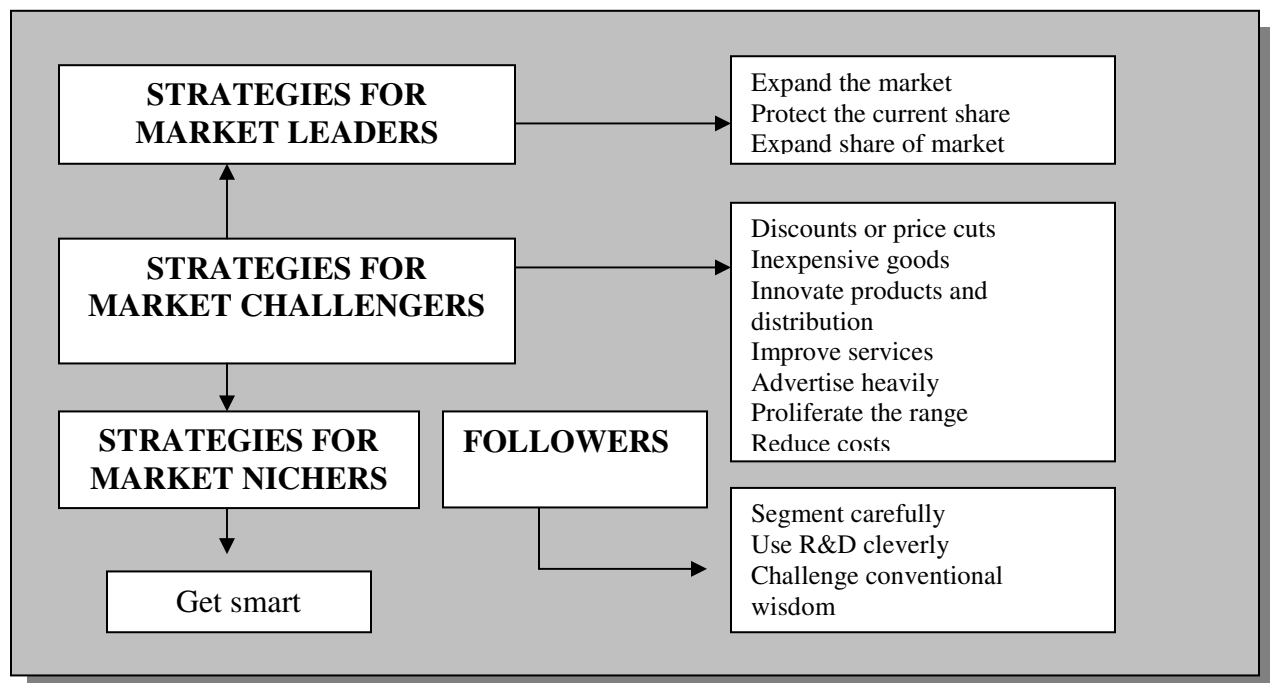 STRATEGIES FOR
MARKET LEADERS
Expand the market
Protect the current share
Expand share of market
STRATEGIES FOR
MARKET CHALLENGERS
Discounts or price cuts
Inexpensive goods
Innovate products and
distribution
Improve services
Advertise heavily
Proliferate the range
Reduce costs
STRATEGIES FOR
MARKET NICHERS
FOLLOWERS
Segment carefully
Use R&D cleverly
Challenge conventional
wisdom
Get smart